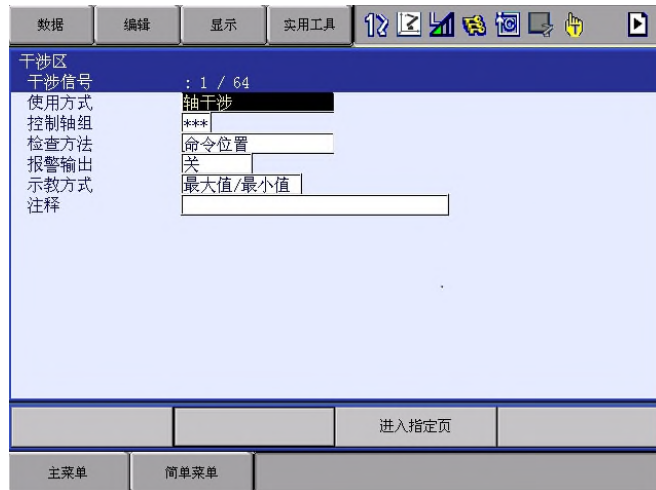 数据 编辑 显示 实用工具
干涉区
干涉信号 : 1 / 64
使用方式 轴干涉
控制轴组 ***
检查方法 命令位置
报警输出 关
示教方式 最大值/最小值
注释
进入指定页
主菜单 简单菜单